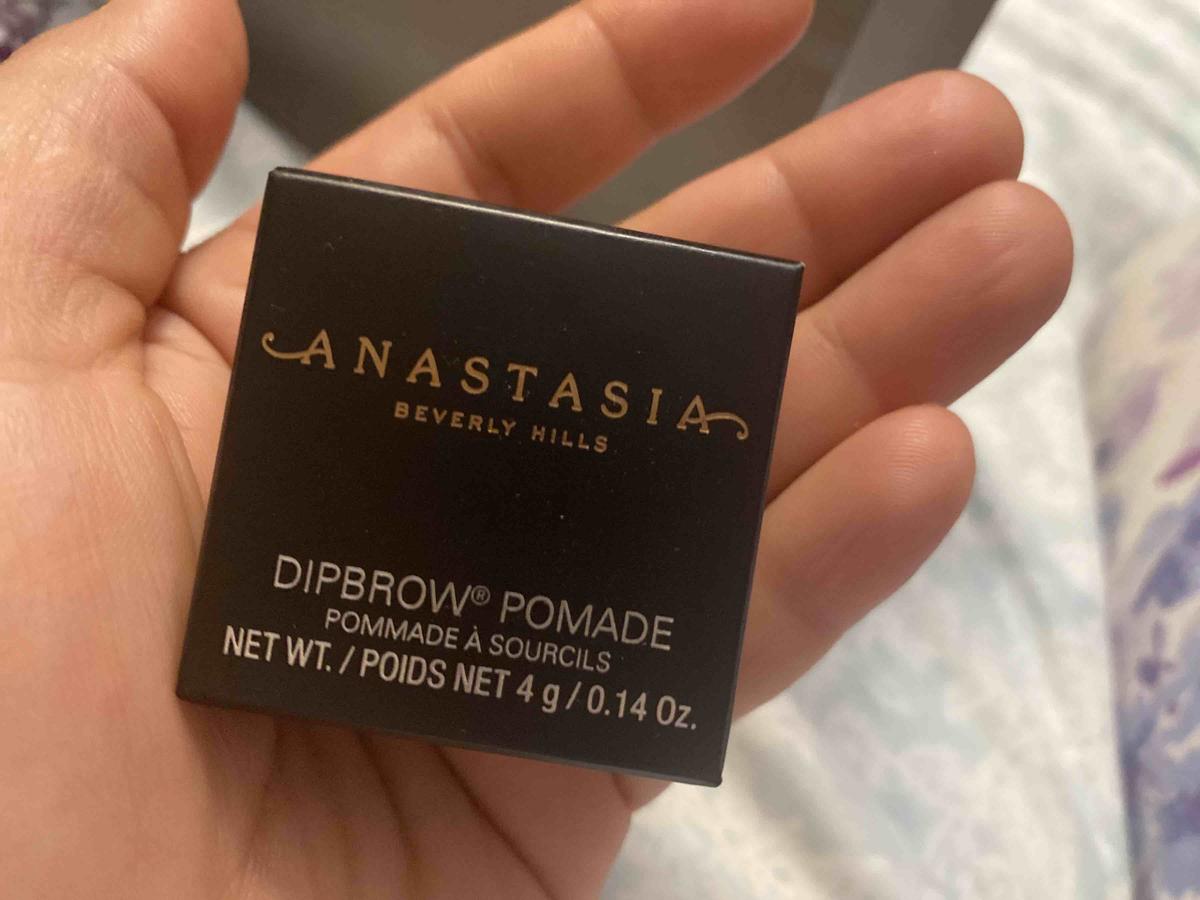 ANASTASIA
BEVERLY HILLS
DIPBROW® POMADE
POMMADE À SOURCILS
NET WT. / POIDS NET 4 g / 0.14 Oz.